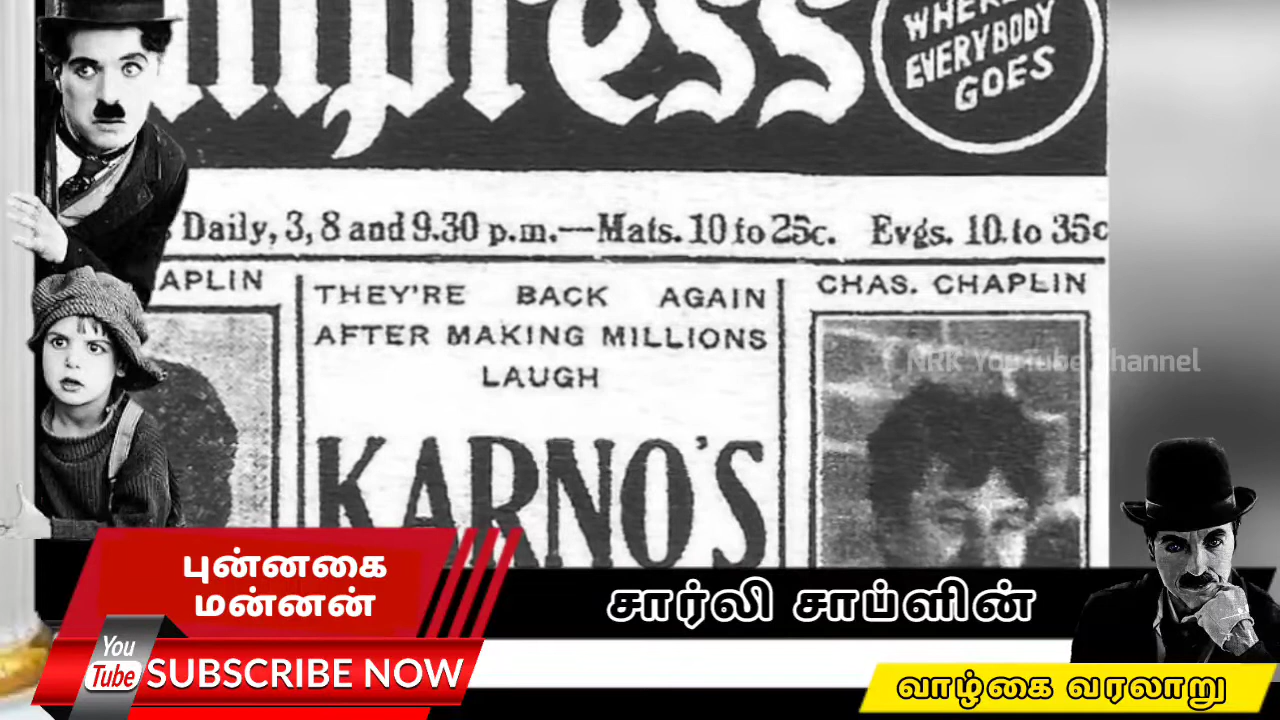 WHERE
EVERYBODY
GOES
Daily, 3, 8 and 9.30 p.m.—Mats. 10 to 25c. Evgs. 10 to 35c
APLIN
THEY'RE BACK AGAIN
AFTER MAKING MILLIONS
LAUGH
CHAS. CHAPLIN
NRK YouTube Channel
KARNO'S
புன்னகை
மன்னன்
சார்லி சாப்ளின்
You
Tube
SUBSCRIBE NOW
வாழ்கை வரலாறு